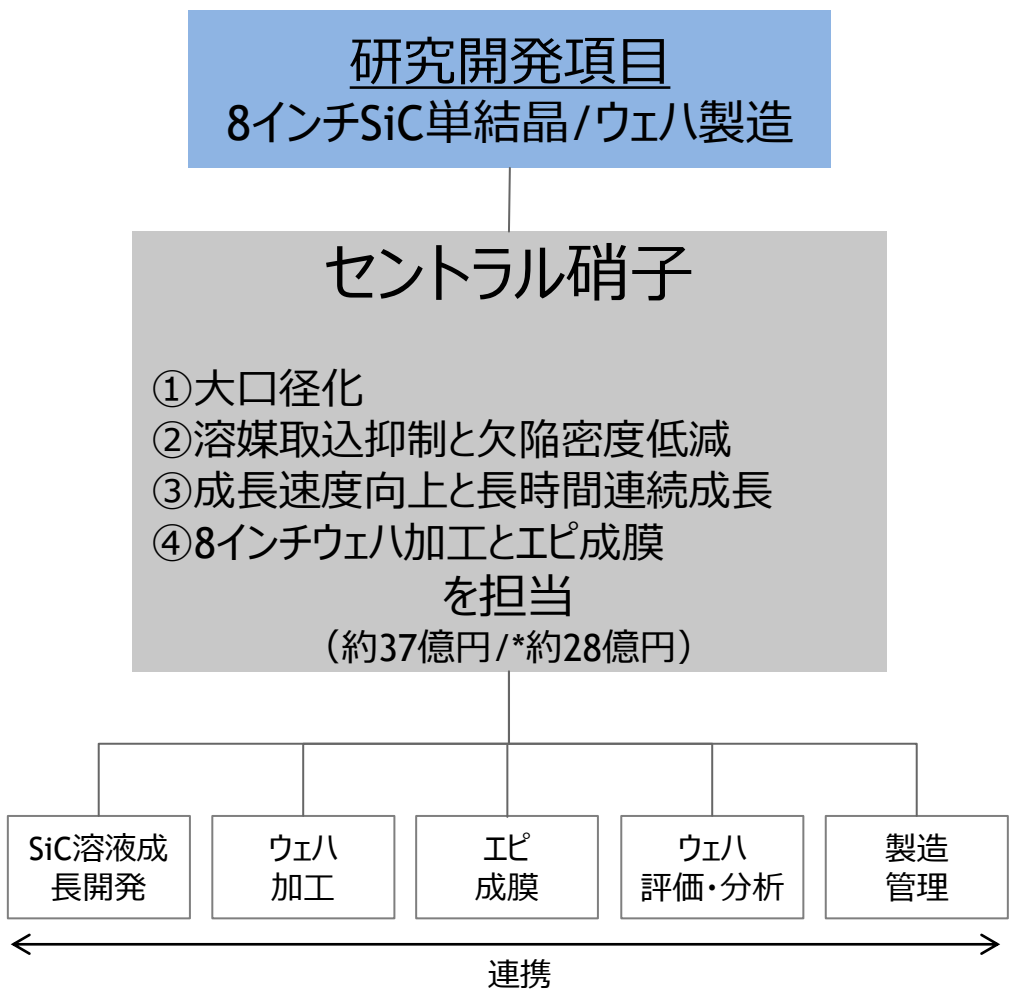 研究開発項目
8インチSiC単結晶/ウェハ製造
セントラル硝子
①大口径化
②溶媒取込抑制と欠陥密度低減
③成長速度向上と長時間連続成長
④8インチウェハ加工とエピ成膜
を担当
（約37億円/*約28億円）
SiC溶液成
長開発
ウェハ
加工
エピ
成膜
ウェハ
評価・分析
製造
管理
連携